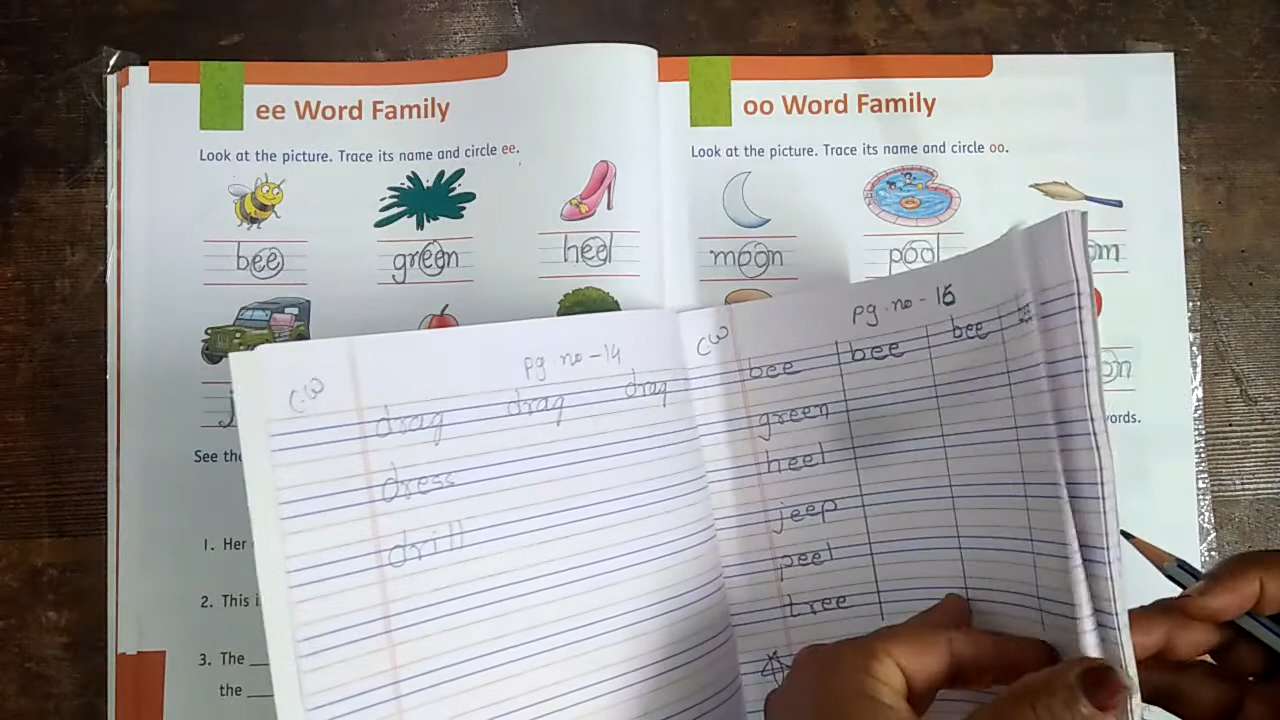 ee Word Family
Look at the picture. Trace its name and circle ee.
bee green heel
See the
1. Her
2. This i
3. The
the
oo Word Family
Look at the picture. Trace its name and circle oo.
moon pool
ords.
C.W
pg. no - 14
drag drag drag
dress
drill
CW
pg. no - 16
bee bee bee
green
heel
jeep
peel
tree